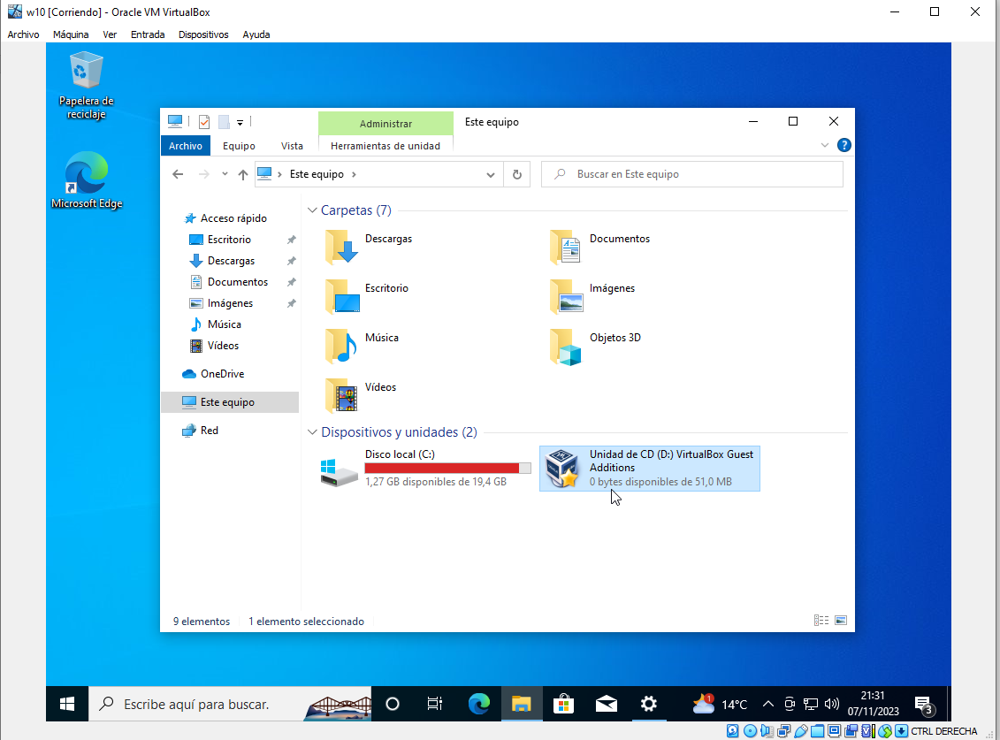 w10 [Corriendo] - Oracle VM VirtualBox
Archivo Máquina Ver Entrada Dispositivos Ayuda
Papelera de
reciclaje
Microsoft Edge
Administrar
Este equipo
Archivo Equipo Vista Herramientas de unidad
Este equipo
Buscar en Este equipo
Acceso rápido
Escritorio
Descargas
Documentos
Imágenes
Música
Vídeos
OneDrive
Este equipo
Red
Carpetas (7)
Descargas
Documentos
Escritorio
Imágenes
Música
Objetos 3D
Vídeos
Dispositivos y unidades (2)
Disco local (C:)
1,27 GB disponibles de 19,4 GB
Unidad de CD (D:) VirtualBox Guest
Additions
0 bytes disponibles de 51,0 MB
9 elementos 1 elemento seleccionado
Escribe aquí para buscar.
1
14°C
21:31
07/11/2023
3
CTRL DERECHA